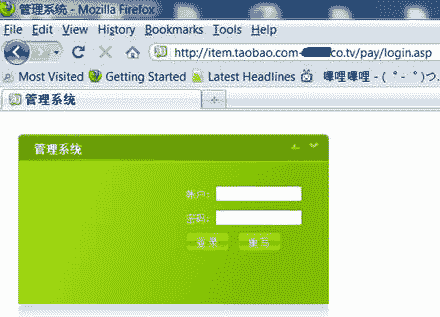 管理系统 - Mozilla Firefox
File Edit View History Bookmarks Tools Help
http://item.taobao.com- co.tv/pay/login.asp
Most Visited Getting Started Latest Headlines 嗶哩嗶哩 - ( ゜- ゜)つ.
管理系统
管理系统
帐户:
密码:
登录 重写